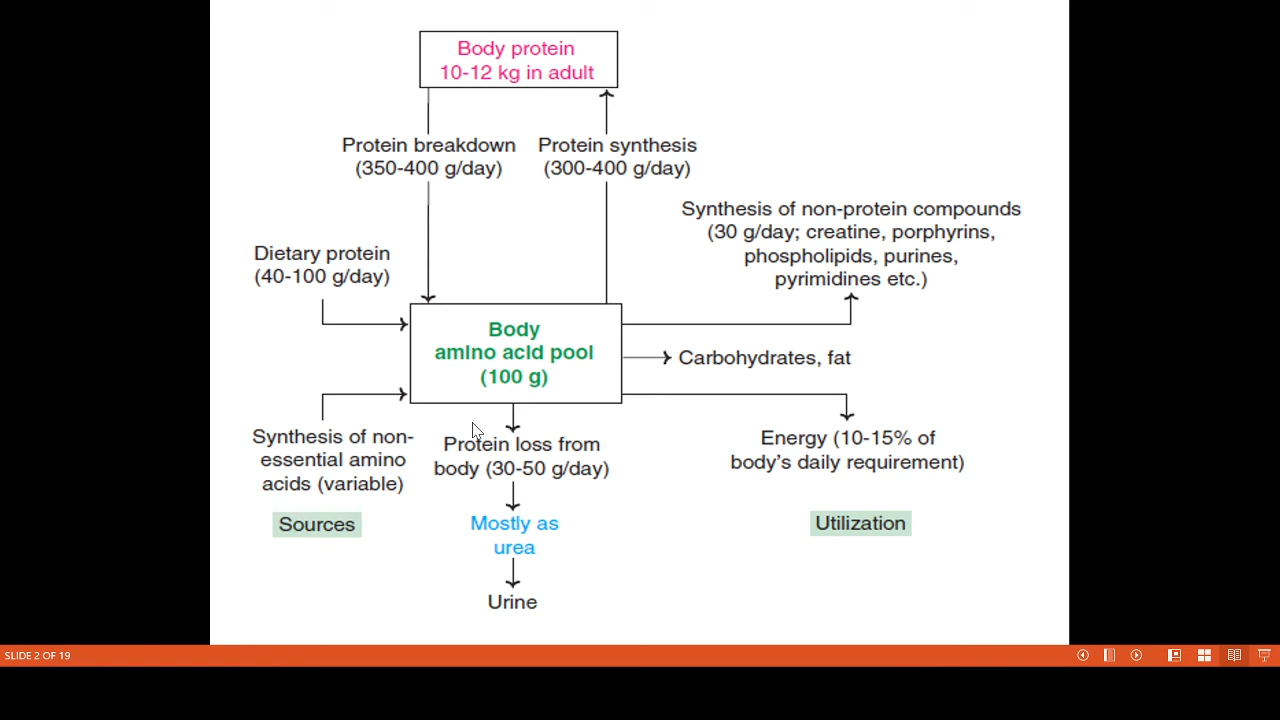 Body protein
10-12 kg in adult
Protein breakdown
(350-400 g/day)
Protein synthesis
(300-400 g/day)
Synthesis of non-protein compounds
(30 g/day; creatine, porphyrins,
phospholipids, purines,
pyrimidines etc.)
Dietary protein
(40-100 g/day)
Body
amino acid pool
(100 g)
Carbohydrates, fat
Synthesis of non-
essential amino
acids (variable)
Protein loss from
body (30-50 g/day)
Energy (10-15% of
body's daily requirement)
Sources
Mostly as
urea
Utilization
Urine
SLIDE 2 OF 19